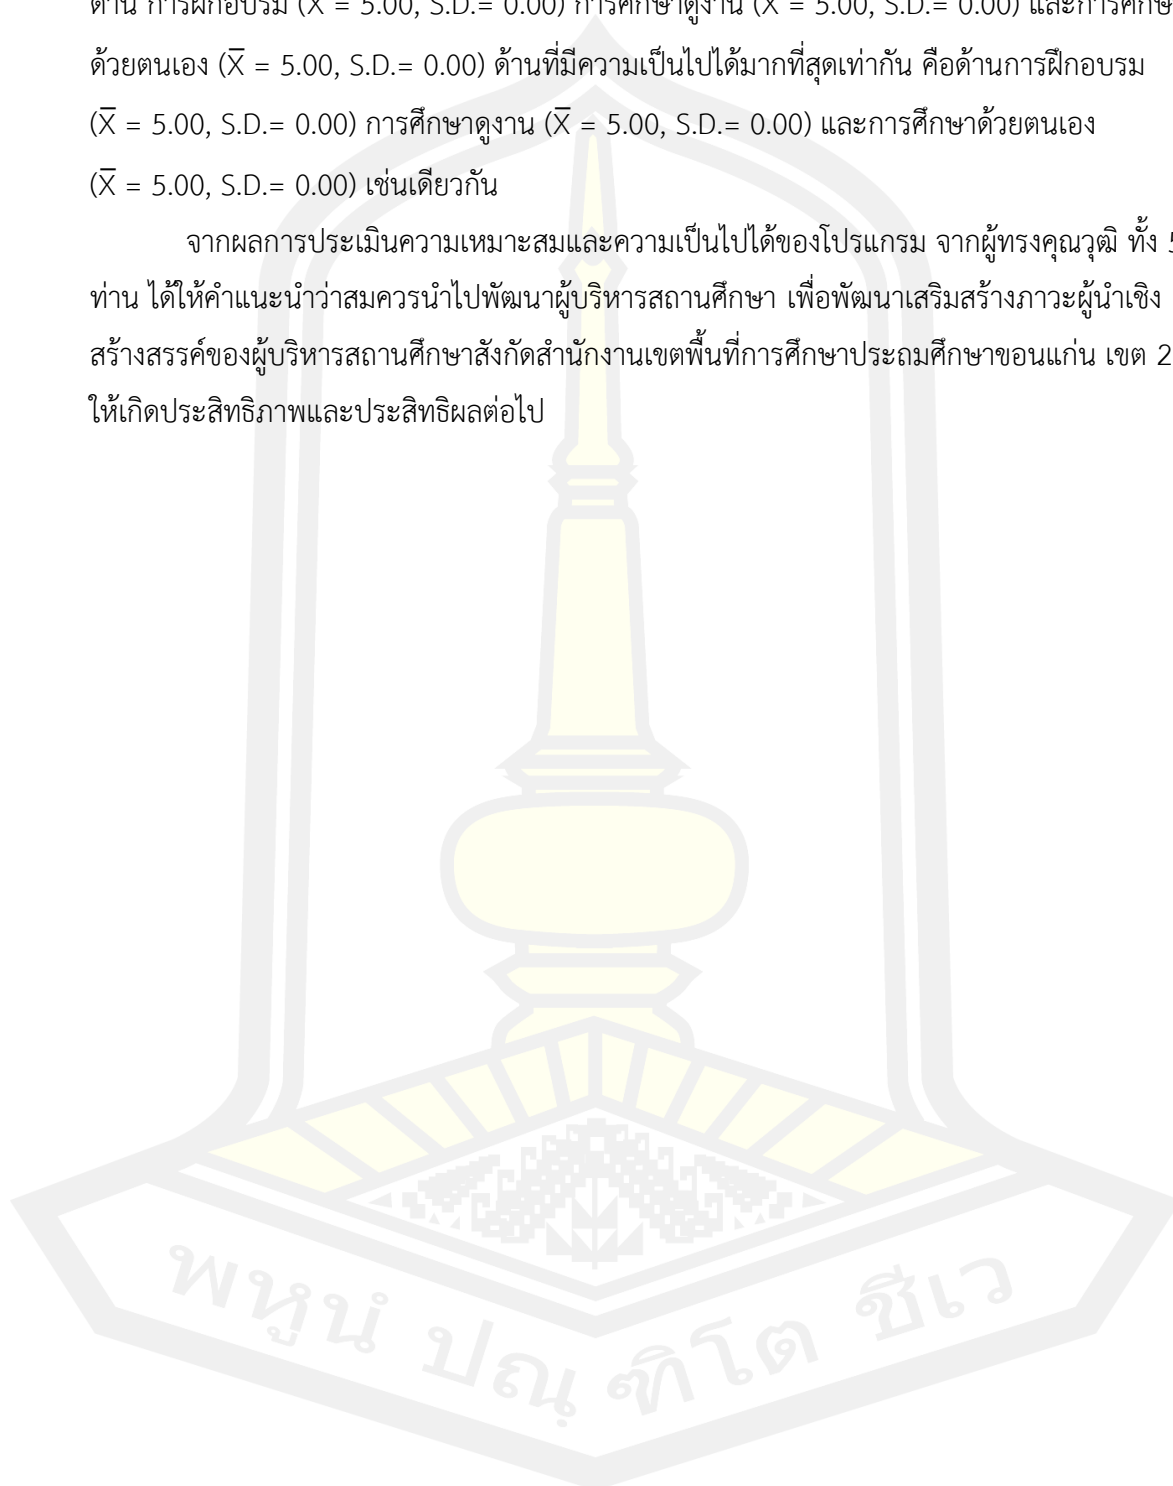 ด้าน การฝึกอบรม (X̅ = 5.00, S.D.= 0.00) การศึกษาดูงาน (X̅ = 5.00, S.D.= 0.00) และการศึกษา
ด้วยตนเอง (X̅ = 5.00, S.D.= 0.00) ด้านที่มีความเป็นไปได้มากที่สุดเท่ากัน คือด้านการฝึกอบรม
(X̅ = 5.00, S.D.= 0.00) การศึกษาดูงาน (X̅ = 5.00, S.D.= 0.00) และการศึกษาด้วยตนเอง
(X̅ = 5.00, S.D.= 0.00) เช่นเดียวกัน
จากผลการประเมินความเหมาะสมและความเป็นไปได้ของโปรแกรม จากผู้ทรงคุณวุฒิ ทั้ง 5
ท่าน ได้ให้คำแนะนำว่าสมควรนำไปพัฒนาผู้บริหารสถานศึกษา เพื่อพัฒนาเสริมสร้างภาวะผู้นำเชิง
สร้างสรรค์ของผู้บริหารสถานศึกษาสังกัดสำนักงานเขตพื้นที่การศึกษาประถมศึกษาขอนแก่น เขต 2
ให้เกิดประสิทธิภาพและประสิทธิผลต่อไป
พหูนํ ปณฺ ฑิโต ชีเว